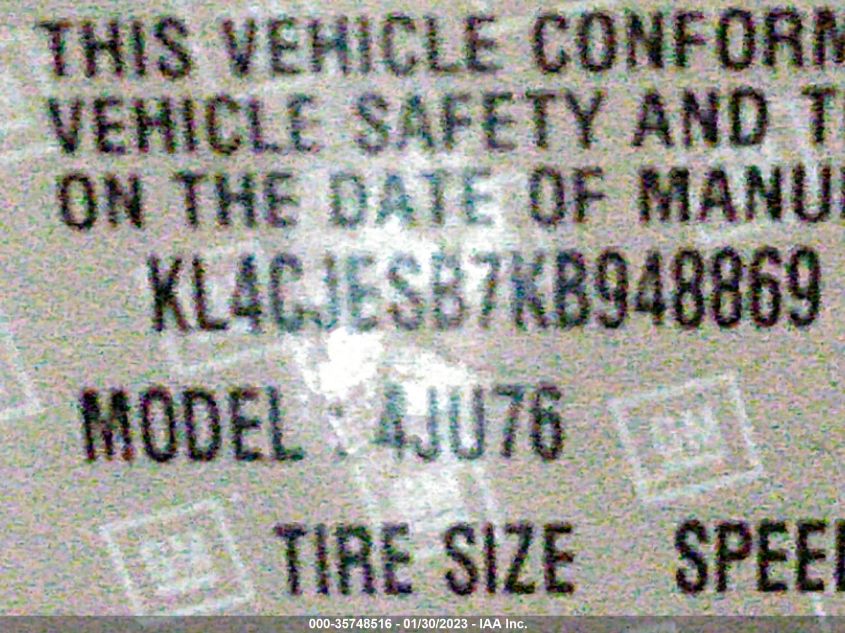 THIS VEHICLE CONFORM
VEHICLE SAFETY AND T
ON THE DATE OF MANU
KL4CJESB7KB948869
MODEL : 4JU76
TIRE SIZE SPEE
000-35748516 - 01/30/2023 - IAA Inc.